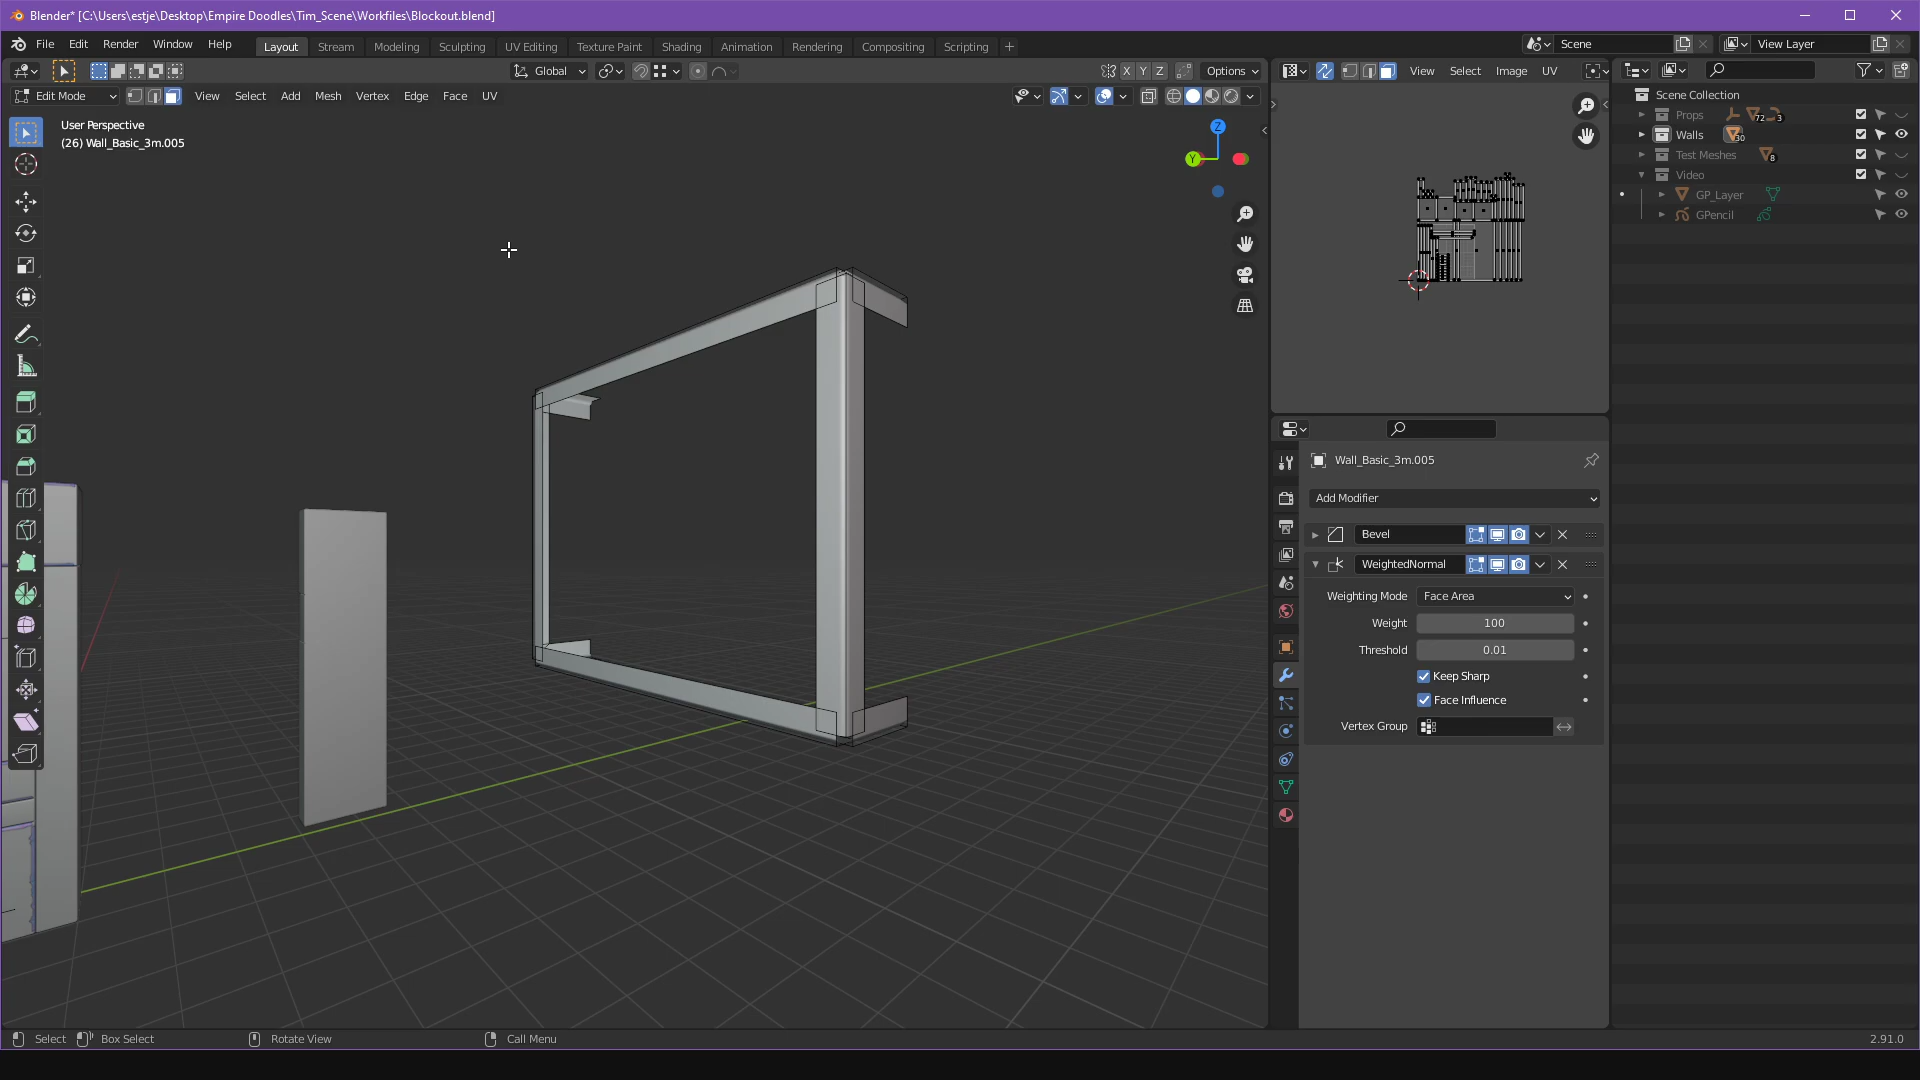 Blender* [C:\Users\estje\Desktop\Empire Doodles\Tim_Scene\Workfiles\Blockout.blend]
File Edit Render Window Help Layout Stream Modeling Sculpting UV Editing Texture Paint Shading Animation Rendering Compositing Scripting + Scene View Layer
Global X Y Z Options View Select Image UV
Edit Mode View Select Add Mesh Vertex Edge Face UV
User Perspective
(26) Wall_Basic_3m.005
Z
Y
Scene Collection
Props 72 3
Walls 30
Test Meshes 8
Video
GP_Layer
GPencil
Wall_Basic_3m.005
Add Modifier
Bevel
WeightedNormal
Weighting Mode Face Area
Weight 100
Threshold 0.01
Keep Sharp
Face Influence
Vertex Group
Select Box Select Rotate View Call Menu 2.91.0